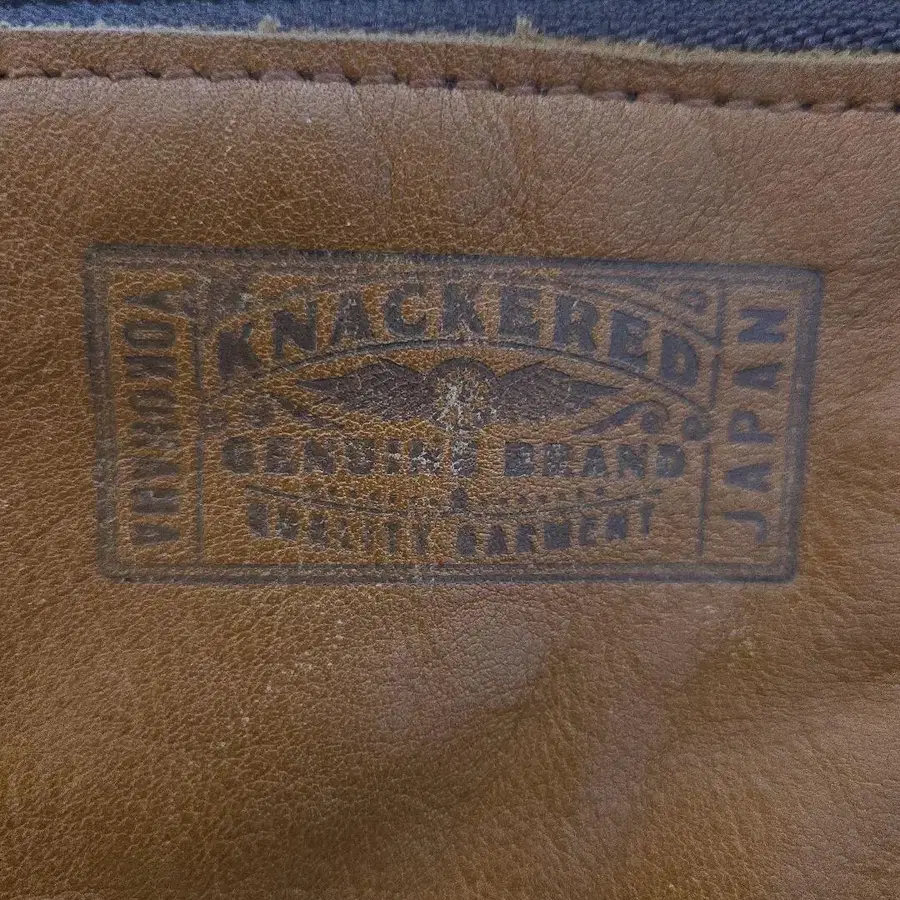 YOKOHAMA
KNACKERED
GENUINE BRAND
QUALITY GARMENT
JAPAN